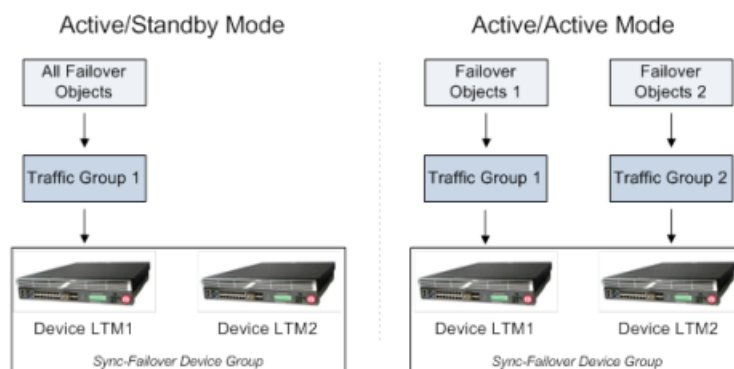 Active/Standby Mode
All Failover
Objects
Traffic Group 1
Device LTM1
Device LTM2
Sync-Failover Device Group
Active/Active Mode
Failover
Objects 1
Failover
Objects 2
Traffic Group 1
Traffic Group 2
Device LTM1
Device LTM2
Sync-Failover Device Group